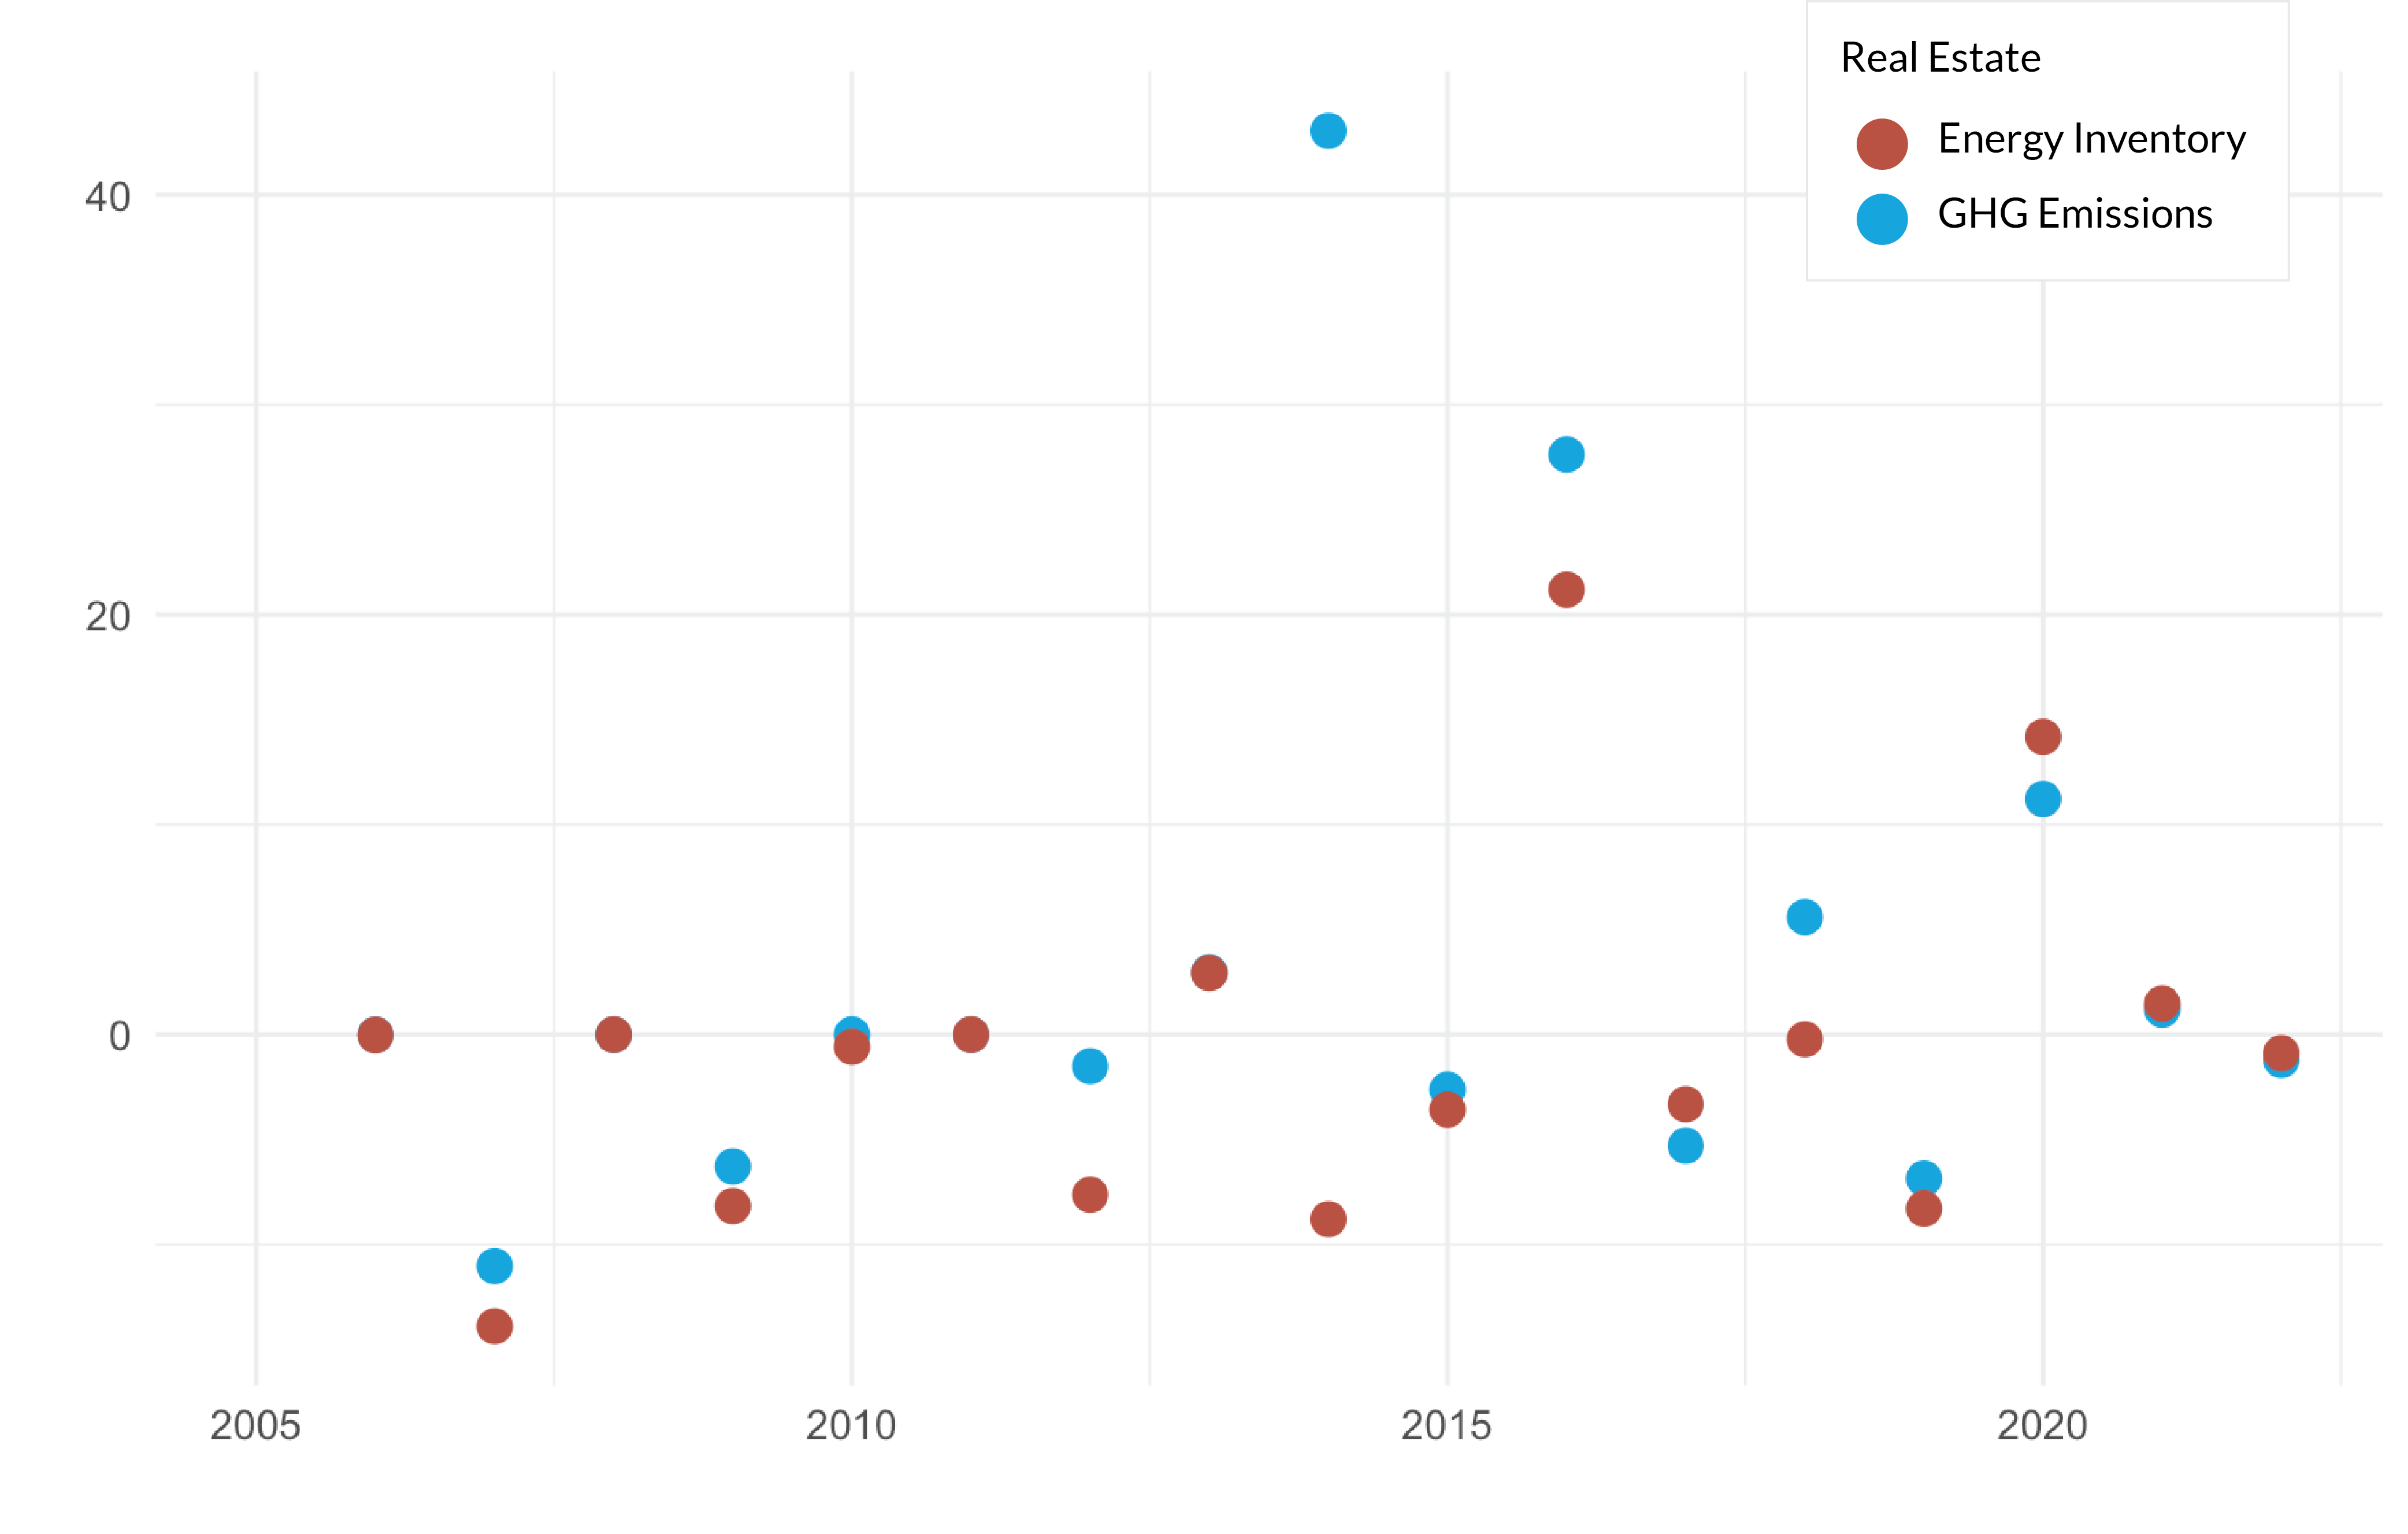 Real Estate
Energy Inventory
GHG Emissions
40
20
0
2005 2010 2015 2020